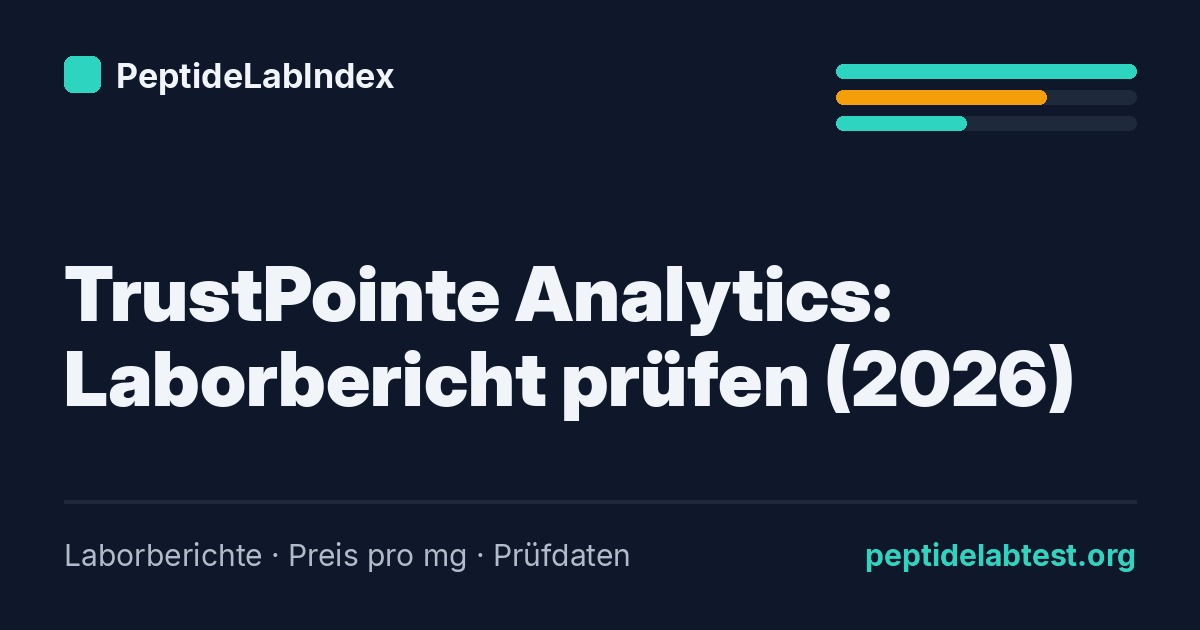 PeptideLabIndex
TrustPointe Analytics:
Laborbericht prüfen (2026)
Laborberichte · Preis pro mg · Prüfdaten
peptidelabtest.org